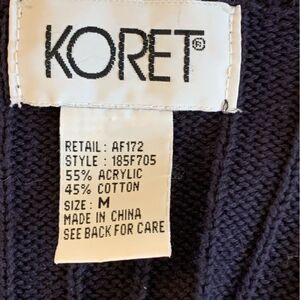 KORET®
RETAIL: AF172
STYLE : 185F705
55% ACRYLIC
45% COTTON
SIZE: M
MADE IN CHINA
SEE BACK FOR CARE